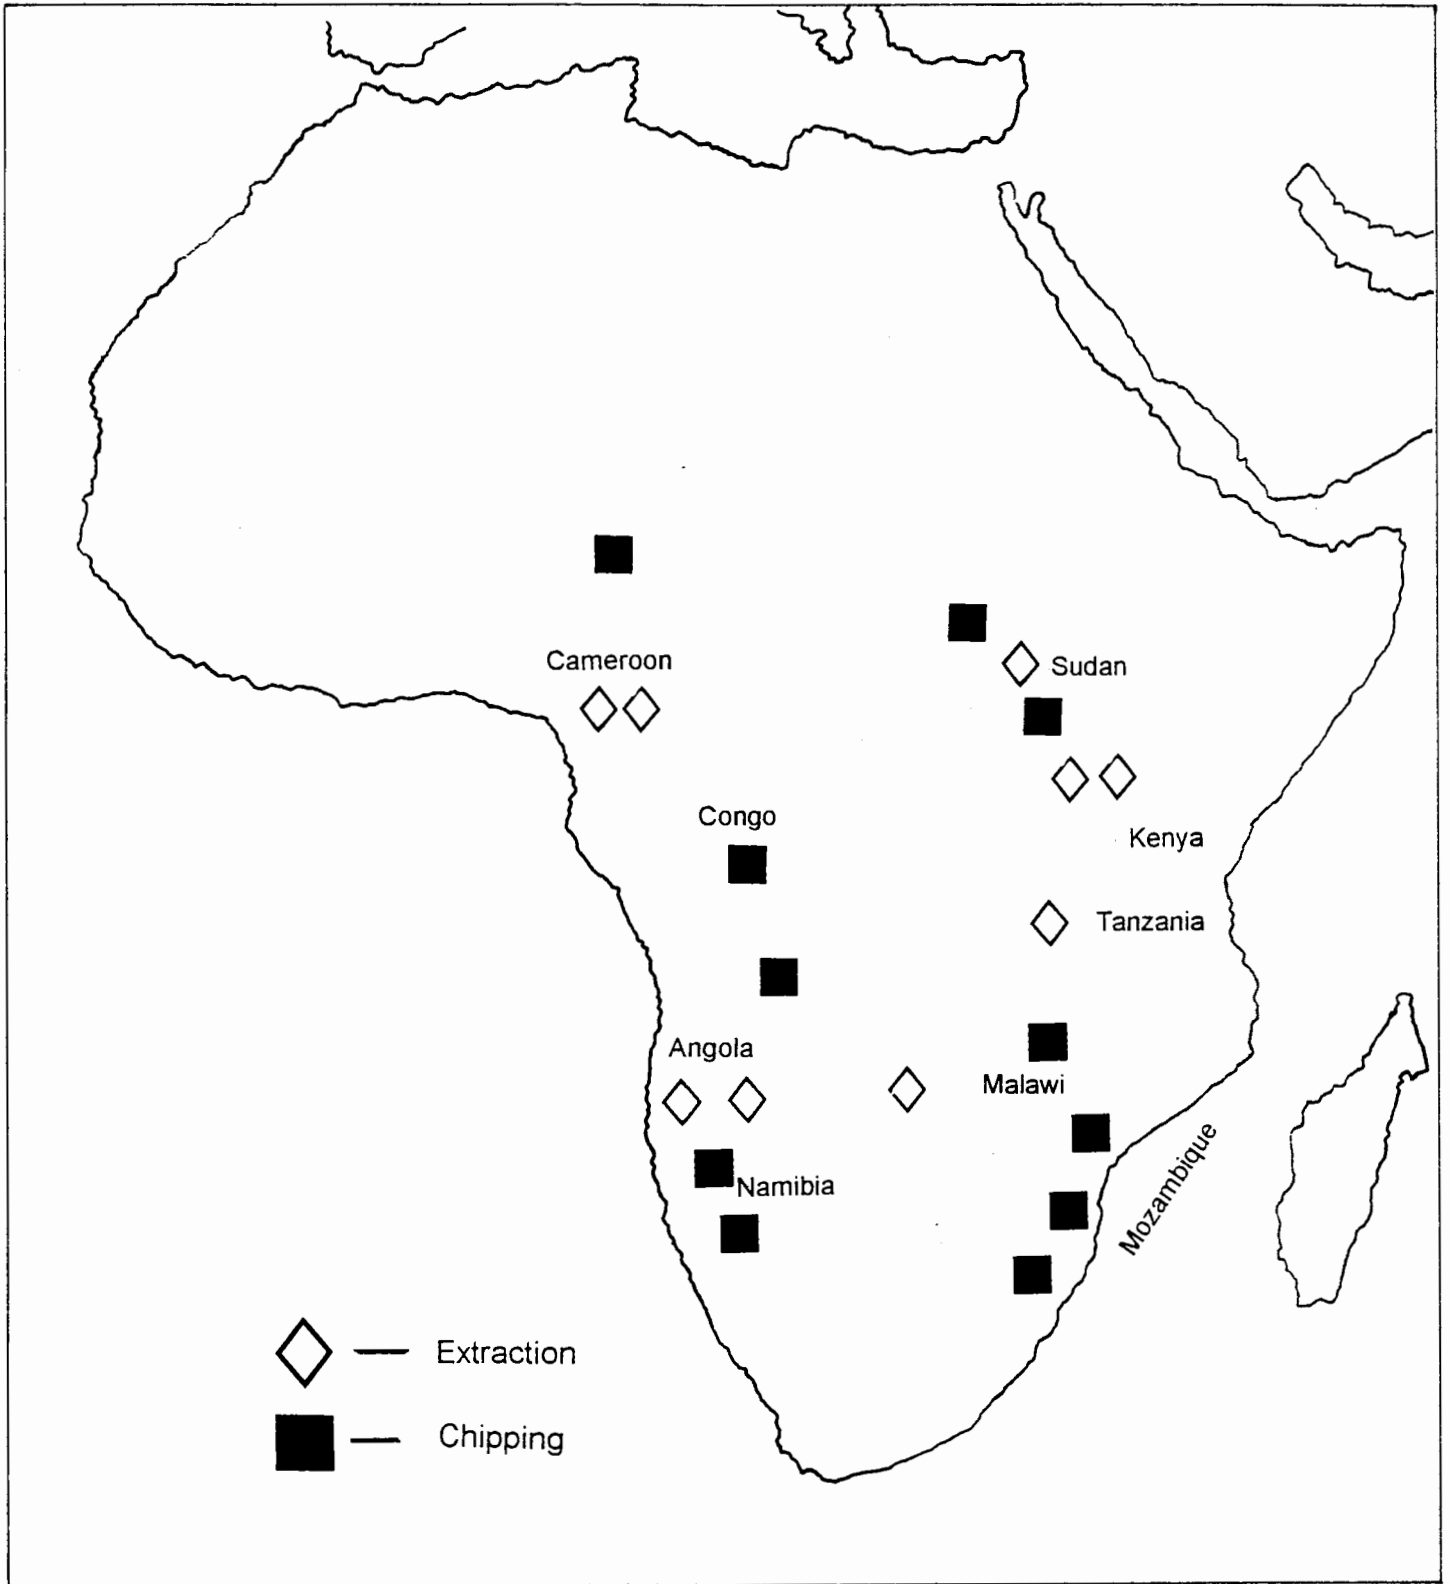 Cameroon
Sudan
Congo
Kenya
Tanzania
Angola
Malawi
Mozambique
Namibia
Extraction
Chipping